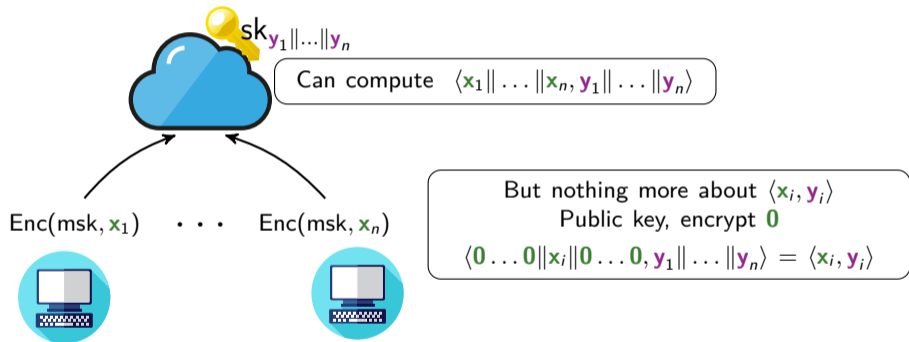 sk_{y_1‖...‖y_n}
Can compute ⟨x_1‖...‖x_n, y_1‖...‖y_n⟩
Enc(msk, x_1) · · · Enc(msk, x_n)
But nothing more about ⟨x_i, y_i⟩
Public key, encrypt 0
⟨0...0‖x_i‖0...0, y_1‖...‖y_n⟩ = ⟨x_i, y_i⟩